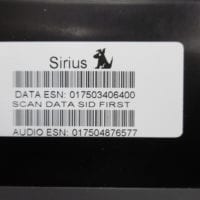 Sirius
DATA ESN: 017503406400
SCAN DATA SID FIRST
AUDIO ESN: 017504876577